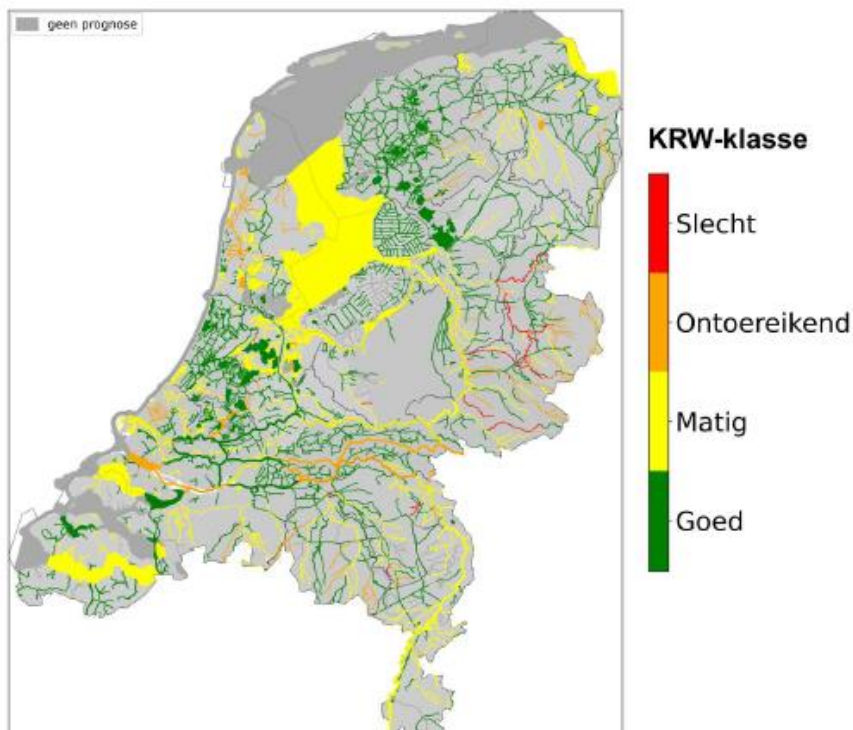 geen prognose
KRW-klasse
Slecht
Ontoereikend
Matig
Goed